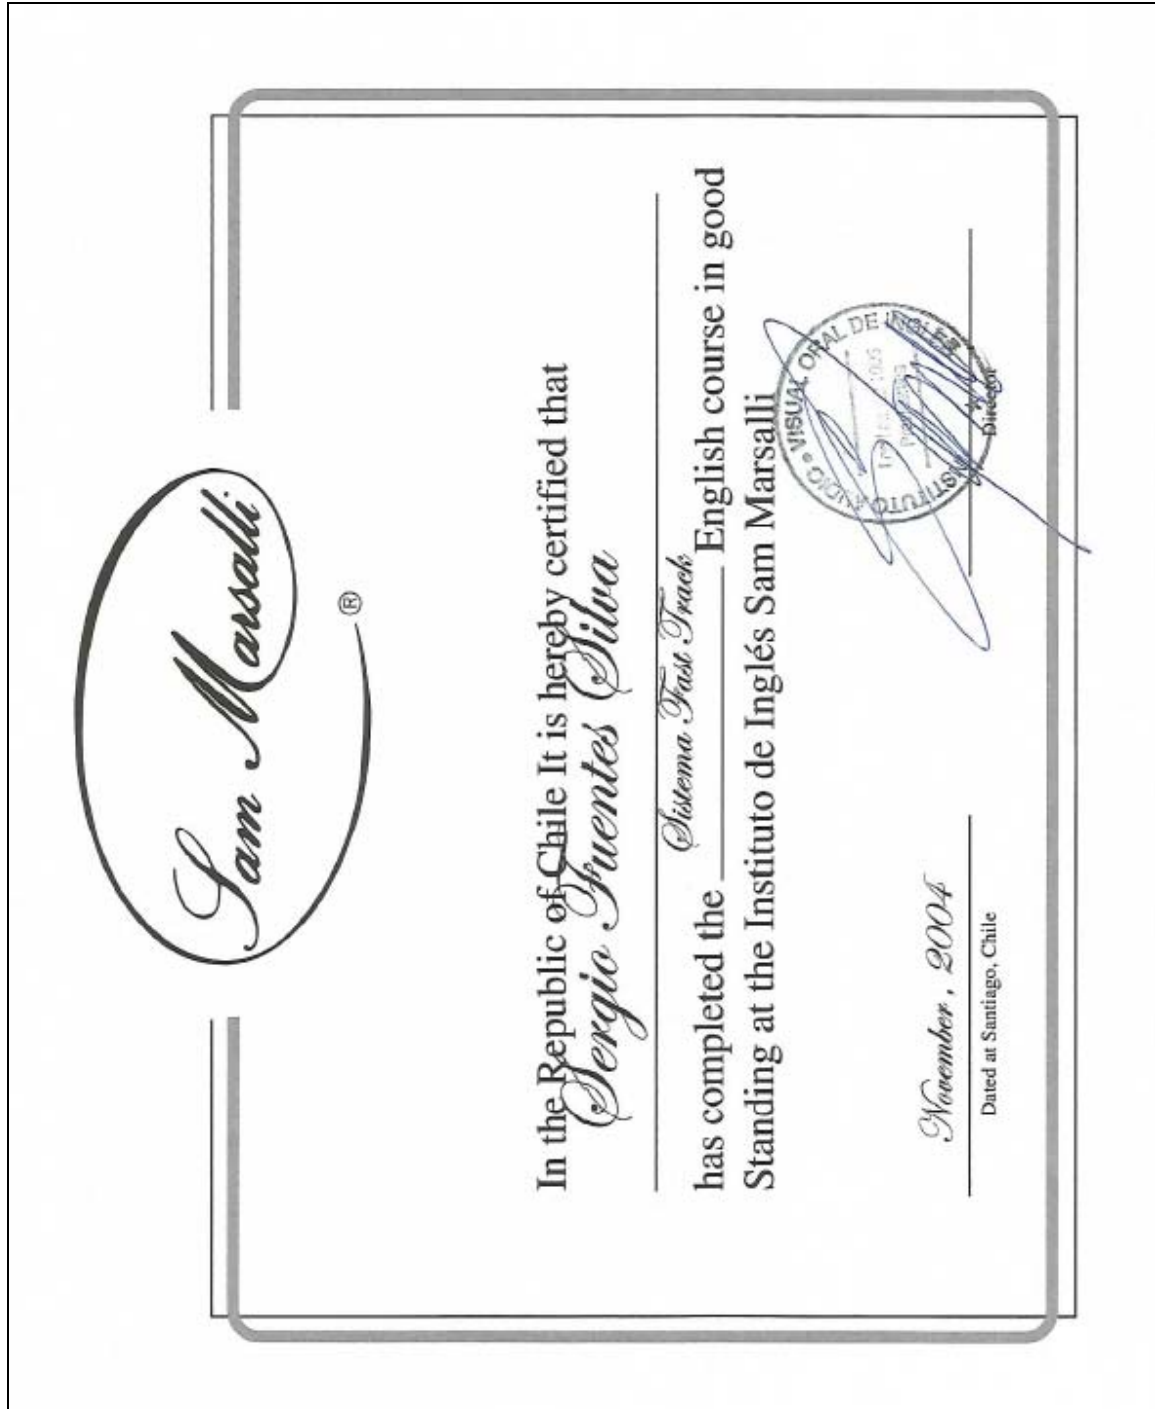 Sam Marsalli
®
In the Republic of Chile It is hereby certified that
Sergio Fuentes Silva
has completed the Sistema Fast Track English course in good
Standing at the Instituto de Inglés Sam Marsalli
INSTITUTO AUDIO • VISUAL ORAL DE INGLES
November, 2004
Dated at Santiago, Chile
Director